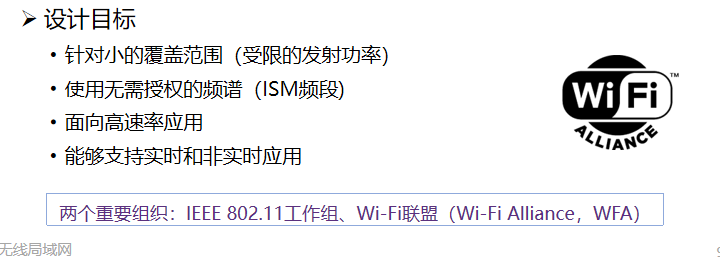 ➢ 设计目标
• 针对小的覆盖范围（受限的发射功率）
• 使用无需授权的频谱（ISM频段)
• 面向高速率应用
• 能够支持实时和非实时应用
Wi Fi ™
ALLIANCE
两个重要组织：IEEE 802.11工作组、Wi-Fi联盟（Wi-Fi Alliance，WFA）
无线局域网